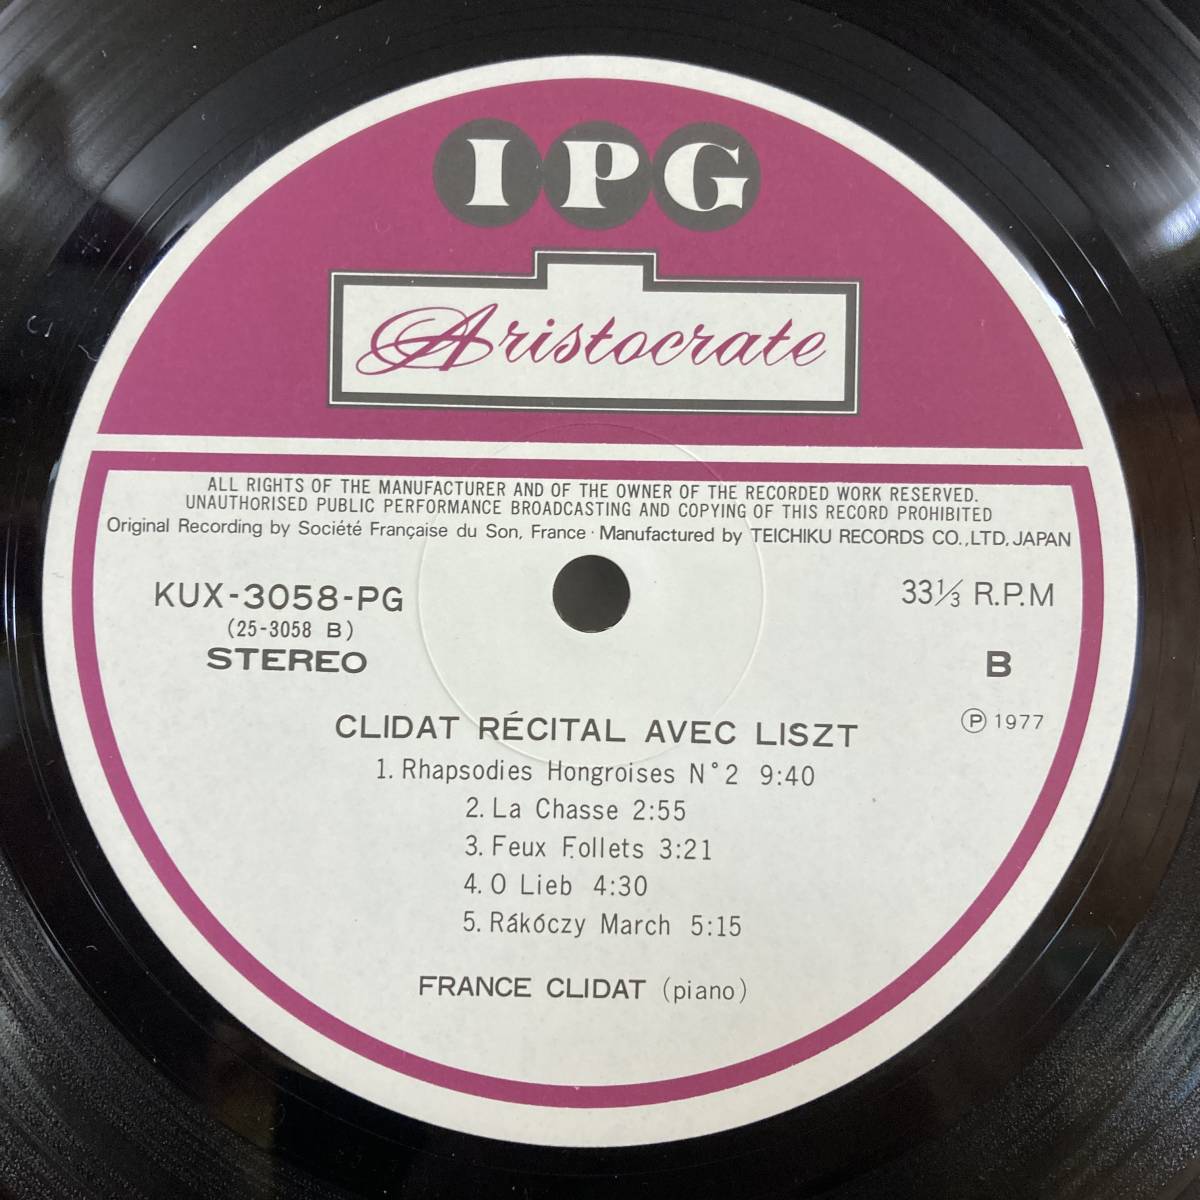 IPG
Aristocrate
ALL RIGHTS OF THE MANUFACTURER AND OF THE OWNER OF THE RECORDED WORK RESERVED.
UNAUTHORISED PUBLIC PERFORMANCE BROADCASTING AND COPYING OF THIS RECORD PROHIBITED
Original Recording by Société Française du Son, France · Manufactured by TEICHIKU RECORDS CO.,LTD. JAPAN
KUX-3058-PG
33⅓ R.P.M
(25-3058 B)
STEREO
B
Ⓟ 1977
CLIDAT RÉCITAL AVEC LISZT
1. Rhapsodies Hongroises N°2 9:40
2. La Chasse 2:55
3. Feux Follets 3:21
4. O Lieb 4:30
5. Rákóczy March 5:15
FRANCE CLIDAT (piano)